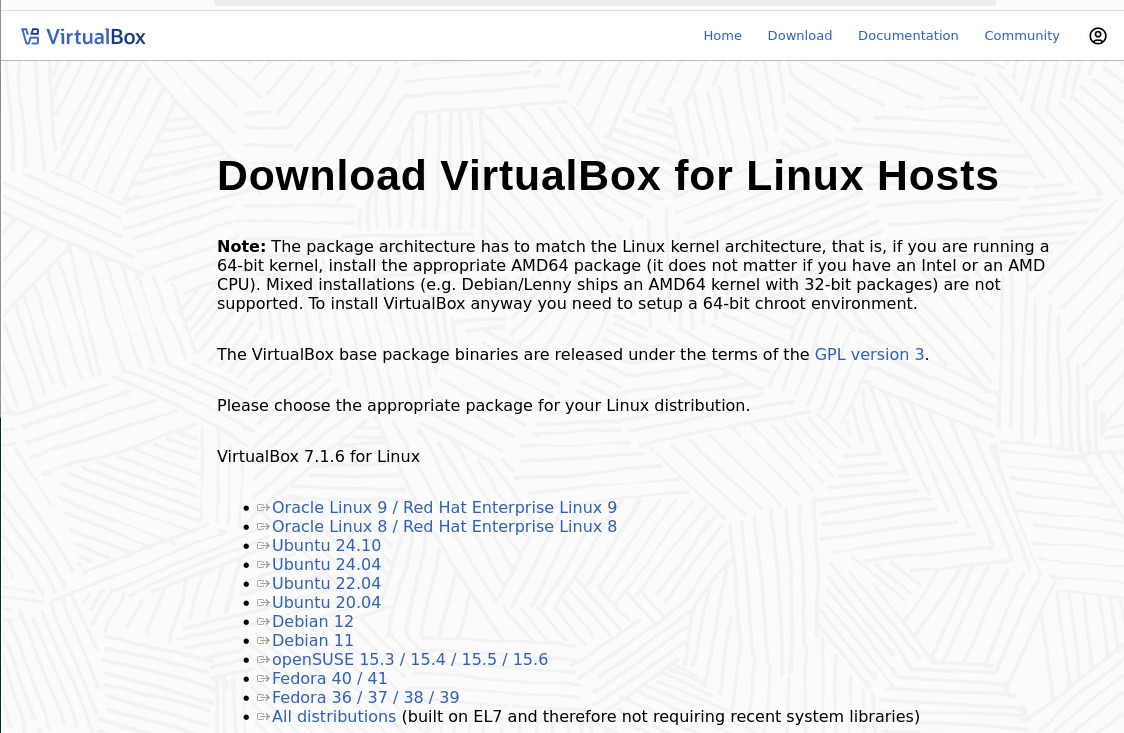 VirtualBox
Home Download Documentation Community
Download VirtualBox for Linux Hosts
Note: The package architecture has to match the Linux kernel architecture, that is, if you are running a
64-bit kernel, install the appropriate AMD64 package (it does not matter if you have an Intel or an AMD
CPU). Mixed installations (e.g. Debian/Lenny ships an AMD64 kernel with 32-bit packages) are not
supported. To install VirtualBox anyway you need to setup a 64-bit chroot environment.
The VirtualBox base package binaries are released under the terms of the GPL version 3.
Please choose the appropriate package for your Linux distribution.
VirtualBox 7.1.6 for Linux
• Oracle Linux 9 / Red Hat Enterprise Linux 9
• Oracle Linux 8 / Red Hat Enterprise Linux 8
• Ubuntu 24.10
• Ubuntu 24.04
• Ubuntu 22.04
• Ubuntu 20.04
• Debian 12
• Debian 11
• openSUSE 15.3 / 15.4 / 15.5 / 15.6
• Fedora 40 / 41
• Fedora 36 / 37 / 38 / 39
• All distributions (built on EL7 and therefore not requiring recent system libraries)